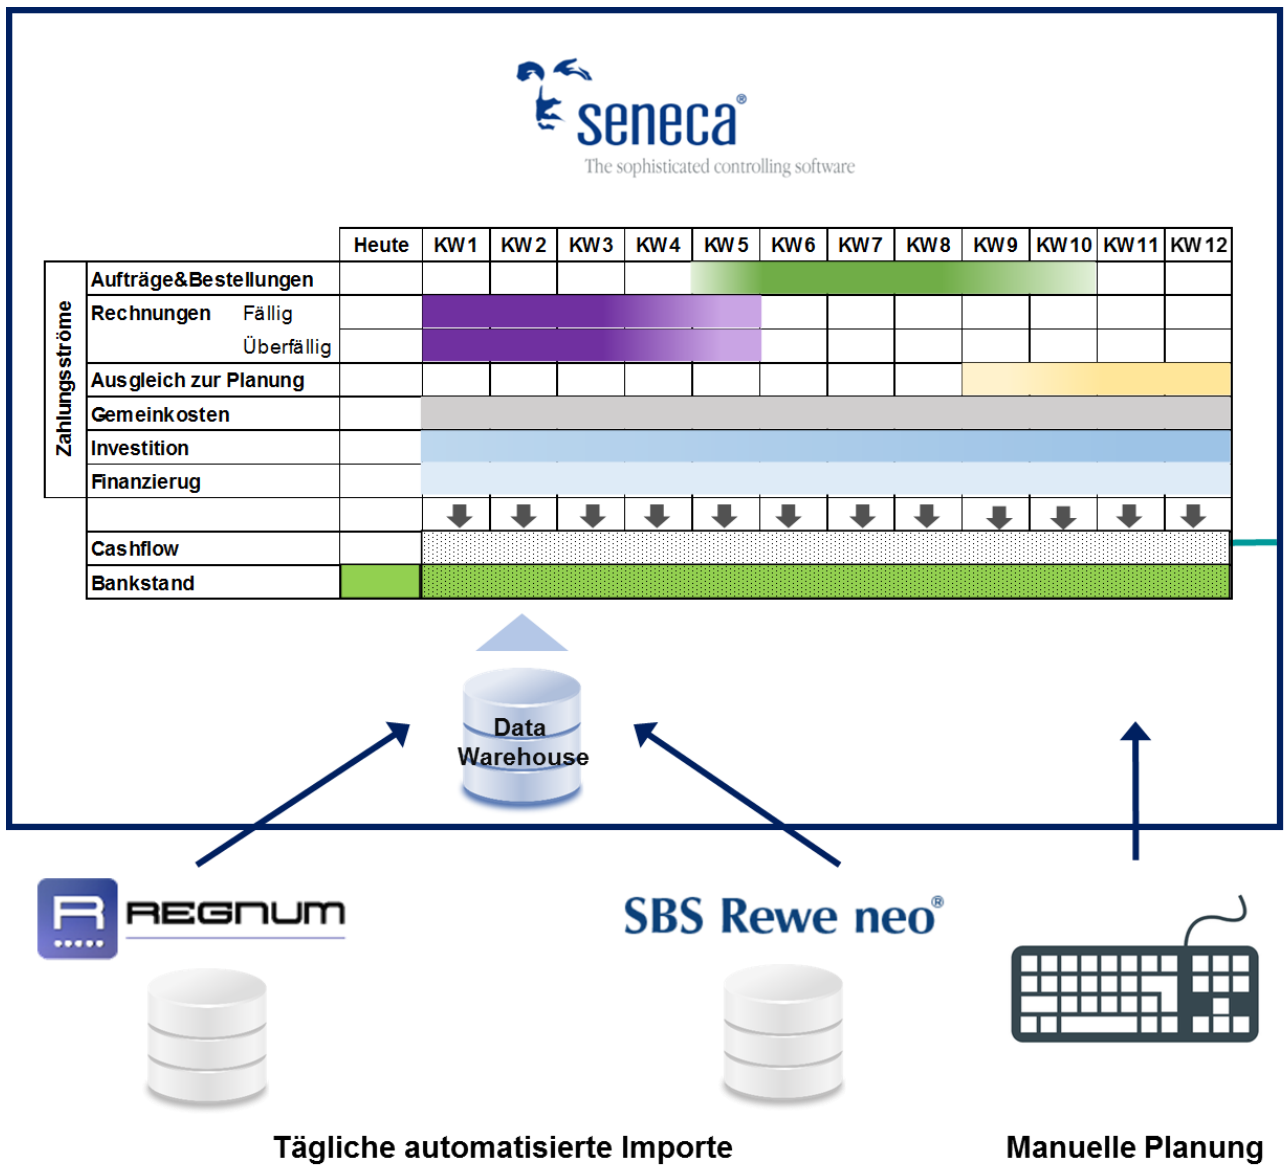 seneca®
The sophisticated controlling software
Heute KW1 KW2 KW3 KW4 KW5 KW6 KW7 KW8 KW9 KW10 KW11 KW12
Zahlungsströme
Aufträge&Bestellungen
Rechnungen Fällig
Überfällig
Ausgleich zur Planung
Gemeinkosten
Investition
Finanzierug
Cashflow
Bankstand
Data
Warehouse
R REGNUM
SBS Rewe neo®
Tägliche automatisierte Importe
Manuelle Planung